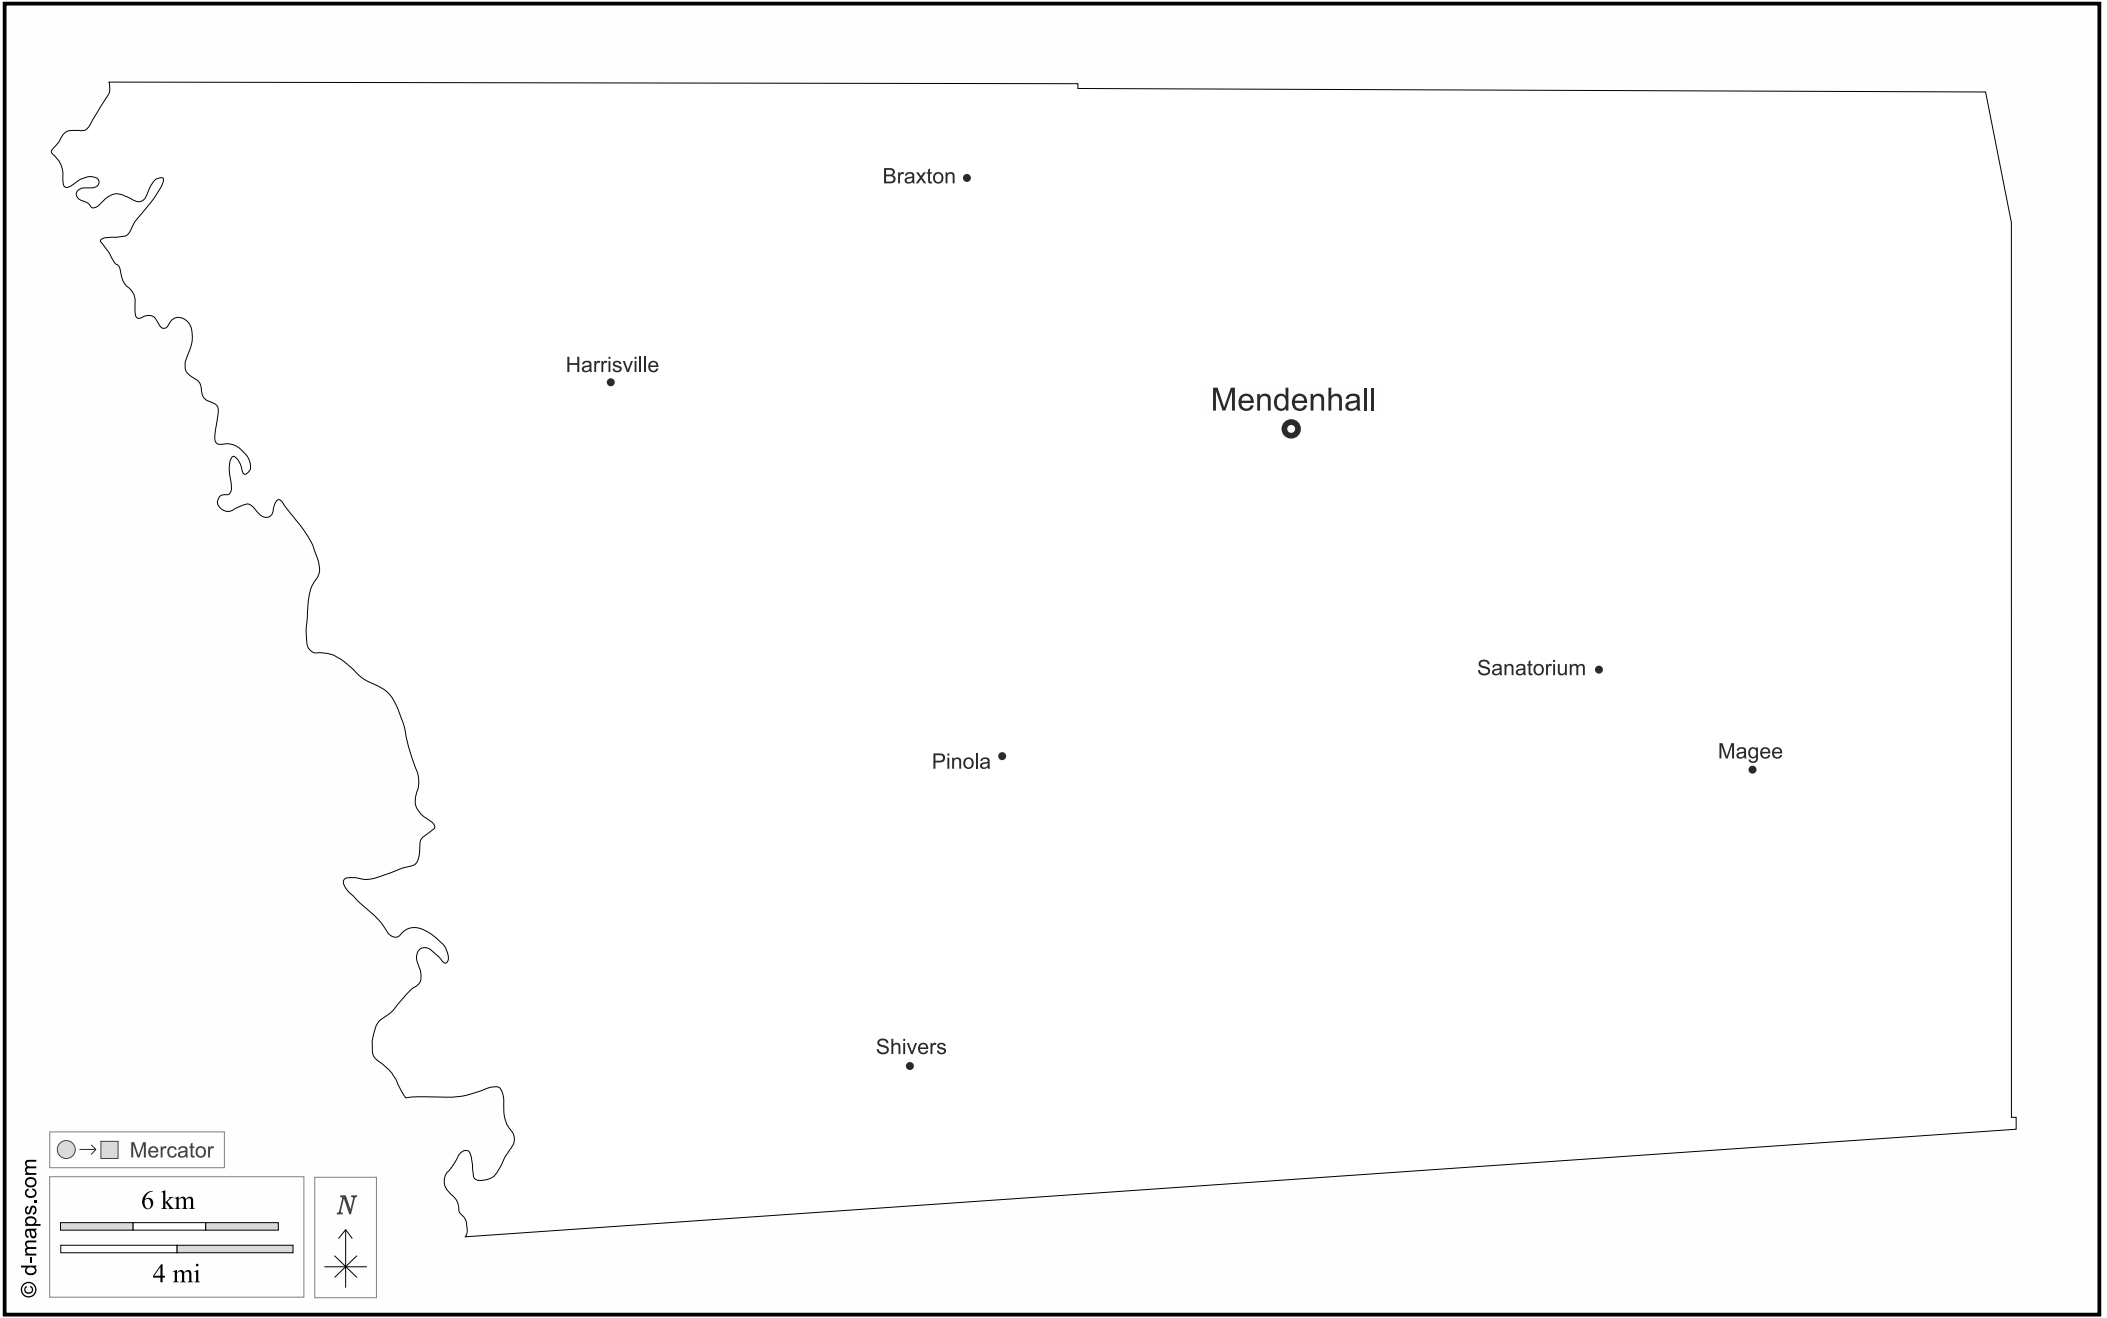 Braxton
Harrisville
Mendenhall
Sanatorium
Pinola
Magee
Shivers
Mercator
6 km
4 mi
N
© d-maps.com